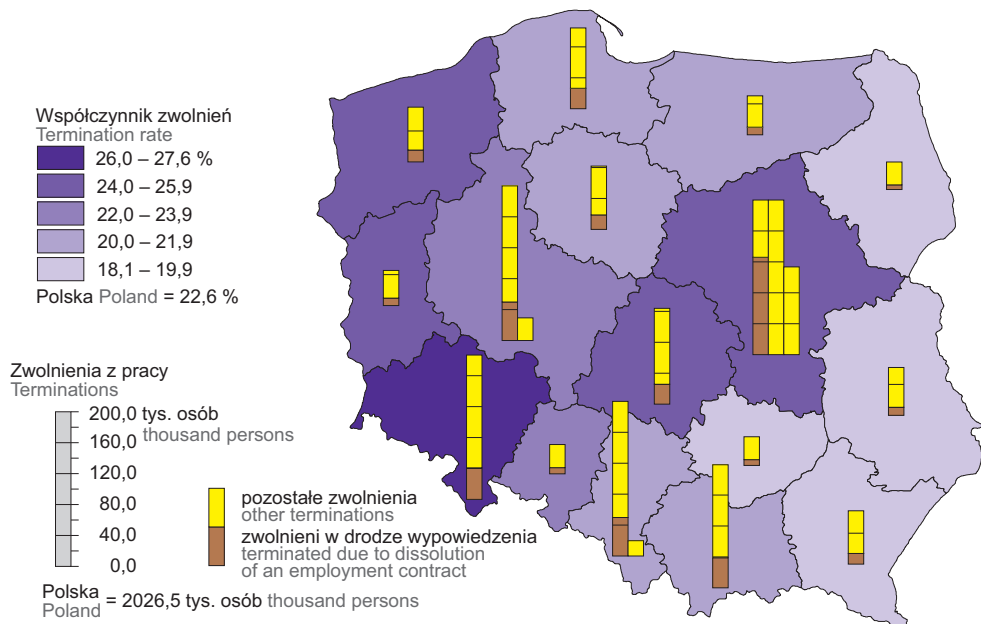 Współczynnik zwolnień
Termination rate
26,0 – 27,6 %
24,0 – 25,9
22,0 – 23,9
20,0 – 21,9
18,1 – 19,9
Polska Poland = 22,6 %
Zwolnienia z pracy
Terminations
200,0 tys. osób
thousand persons
160,0
120,0
80,0
40,0
0,0
pozostałe zwolnienia
other terminations
zwolnieni w drodze wypowiedzenia
terminated due to dissolution
of an employment contract
Polska
Poland = 2026,5 tys. osób thousand persons